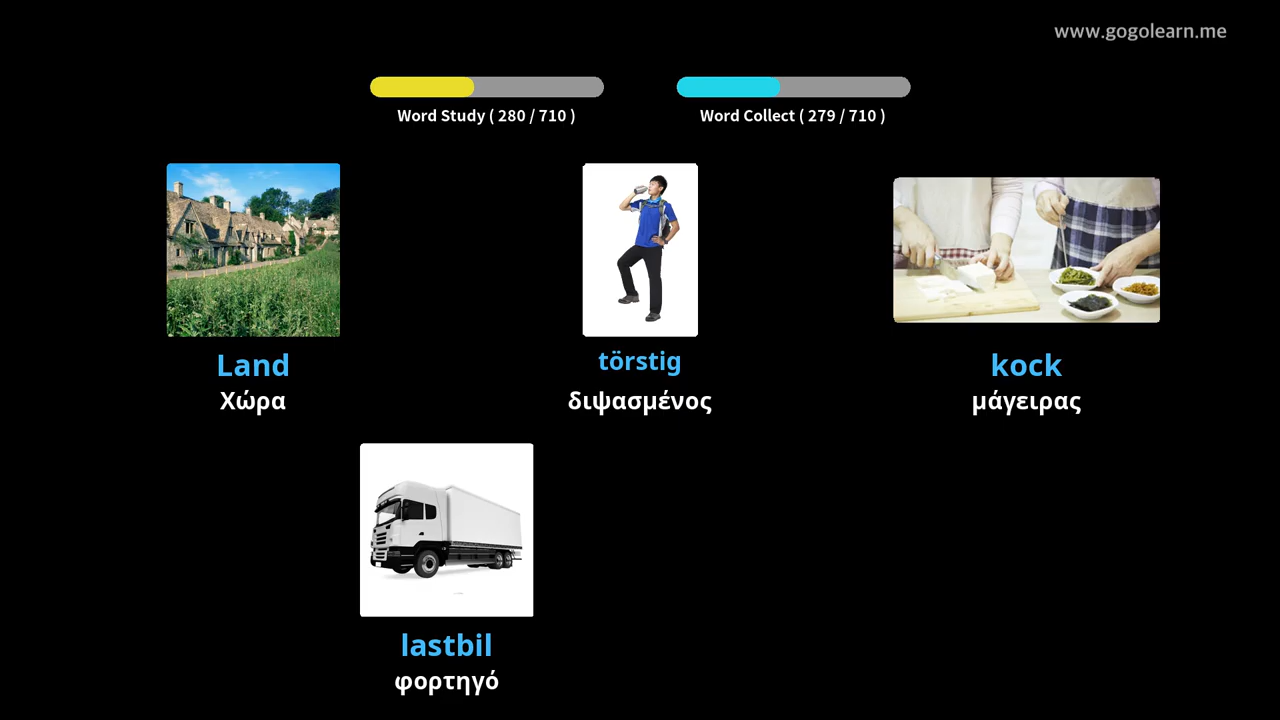 www.gogolearn.me
Word Study ( 280 / 710 )
Word Collect ( 279 / 710 )
Land
Χώρα
törstig
διψασμένος
kock
μάγειρας
lastbil
φορτηγό